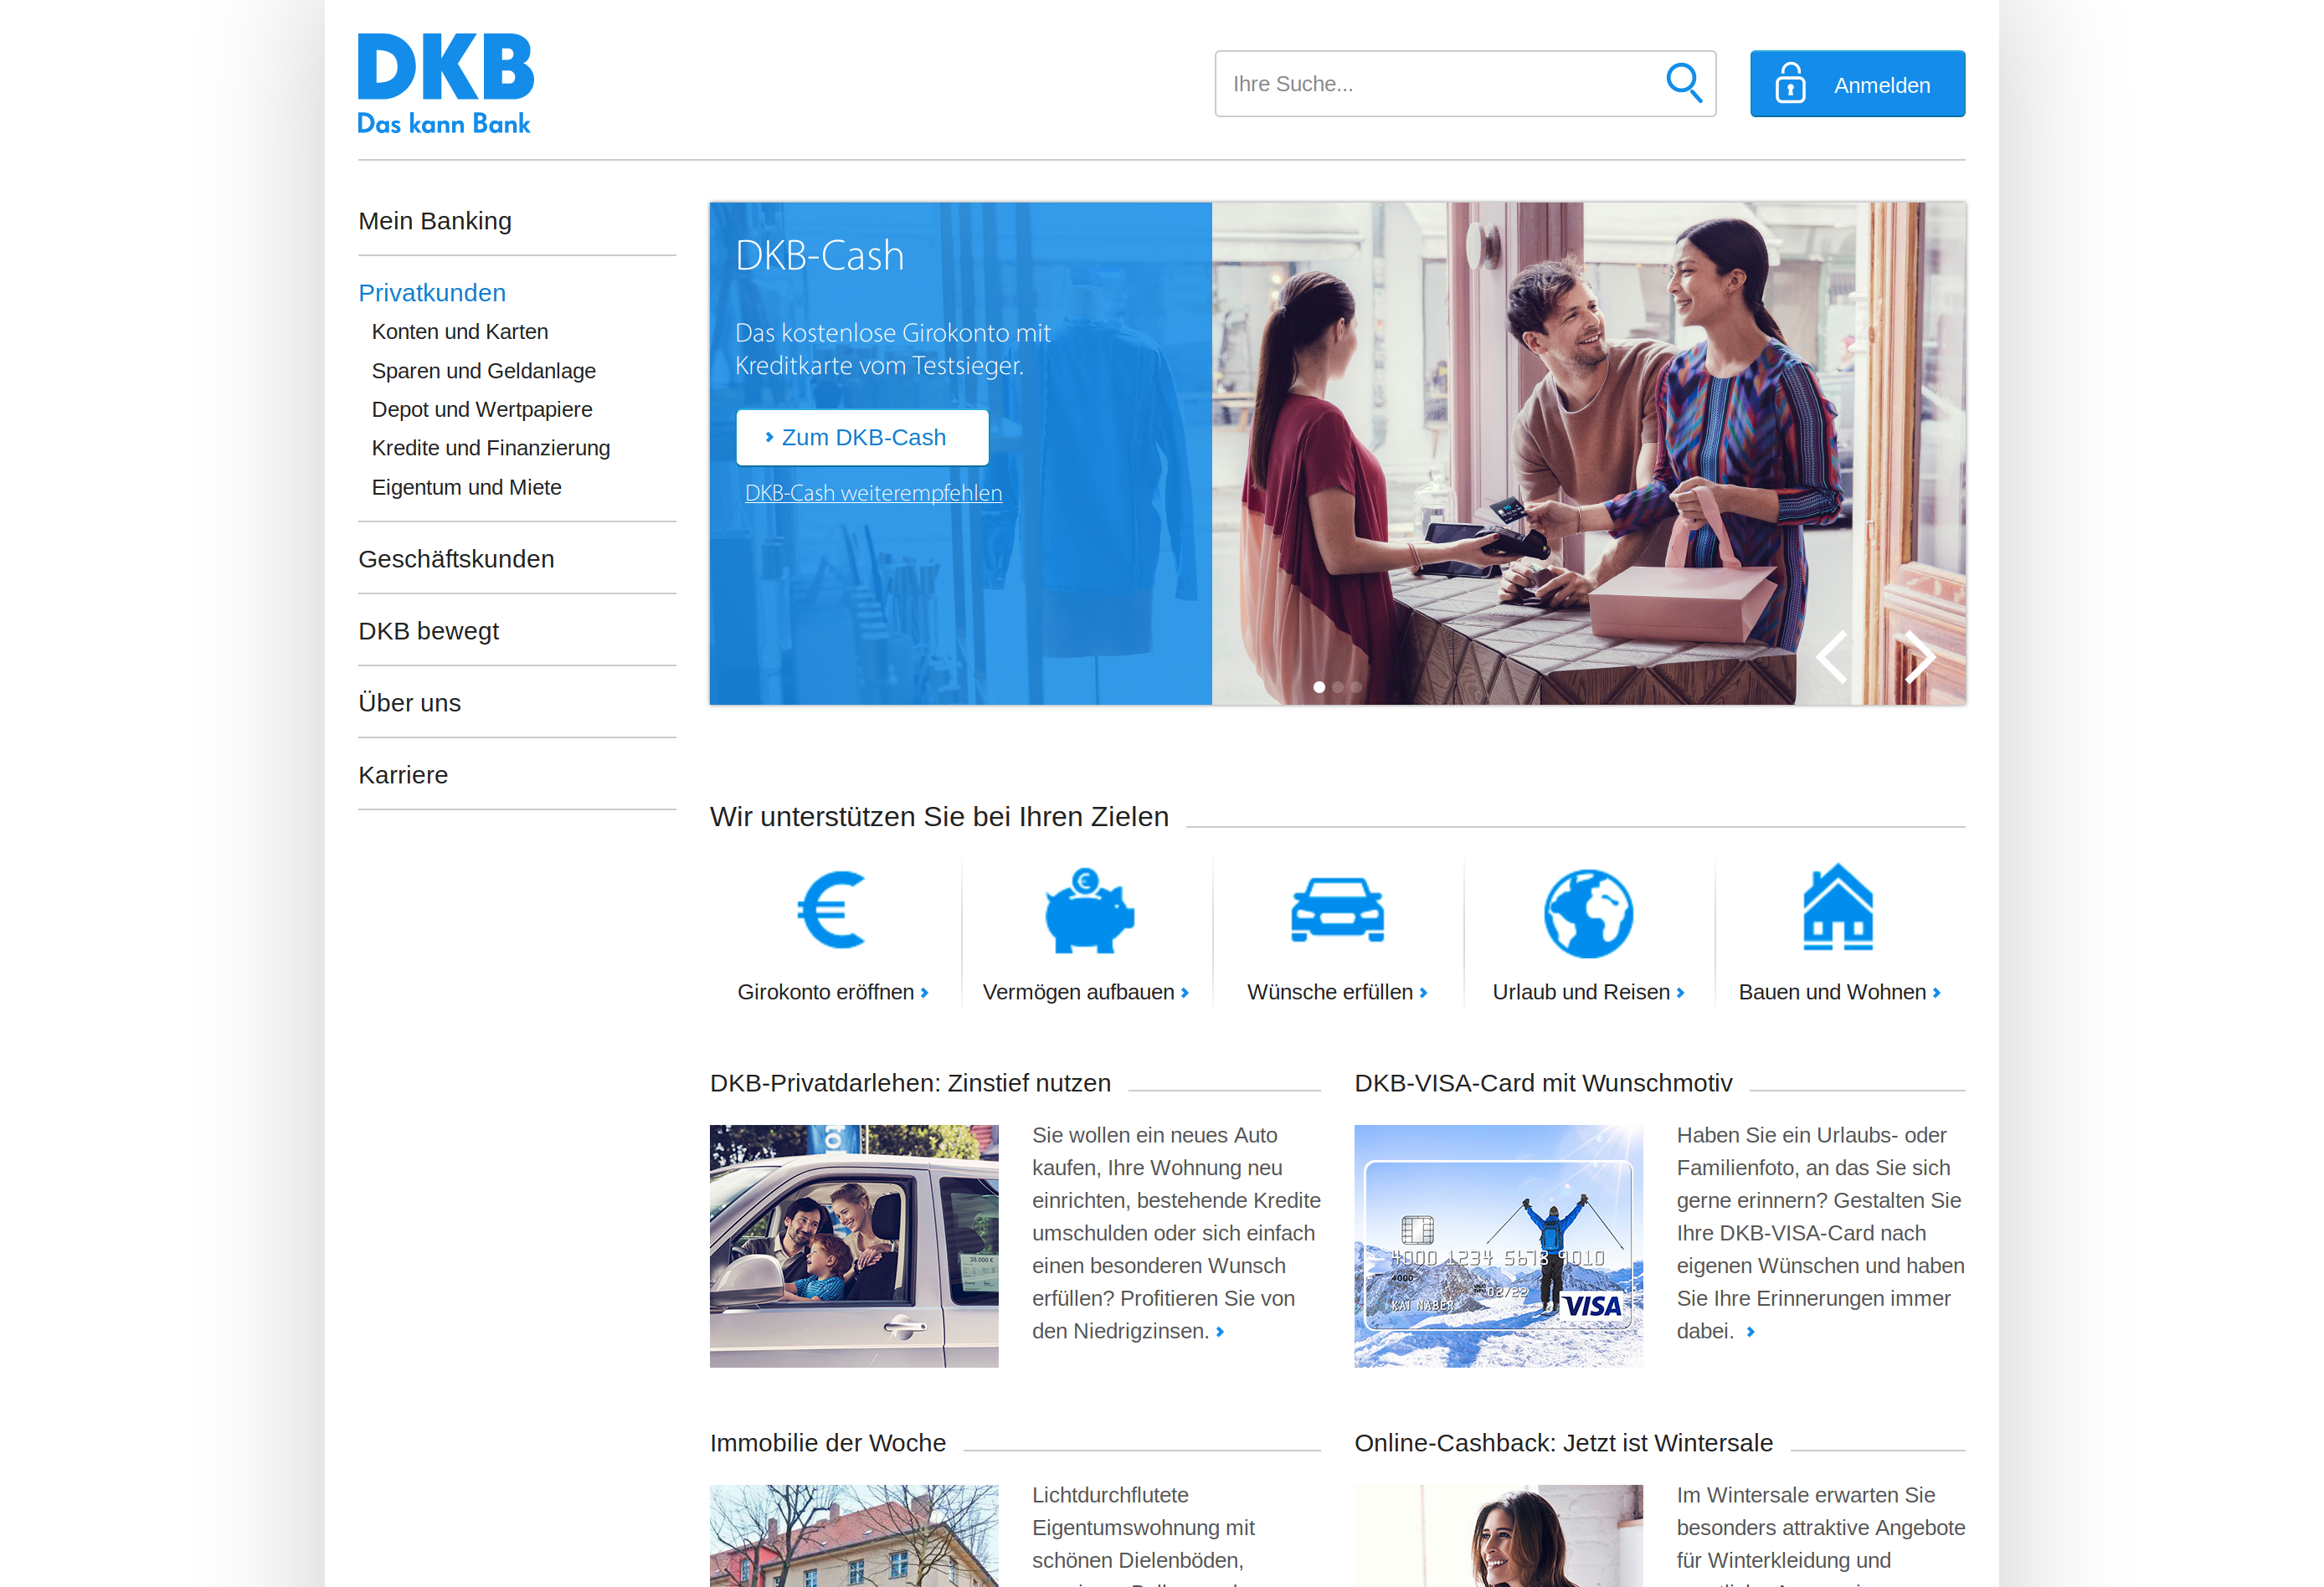 DKB
Das kann Bank
Ihre Suche...
Anmelden
Mein Banking
Privatkunden
Konten und Karten
Sparen und Geldanlage
Depot und Wertpapiere
Kredite und Finanzierung
Eigentum und Miete
Geschäftskunden
DKB bewegt
Über uns
Karriere
DKB-Cash
Das kostenlose Girokonto mit
Kreditkarte vom Testsieger.
Zum DKB-Cash
DKB-Cash weiterempfehlen
Wir unterstützen Sie bei Ihren Zielen
Girokonto eröffnen
Vermögen aufbauen
Wünsche erfüllen
Urlaub und Reisen
Bauen und Wohnen
DKB-Privatdarlehen: Zinstief nutzen
38.000 €
Sie wollen ein neues Auto
kaufen, Ihre Wohnung neu
einrichten, bestehende Kredite
umschulden oder sich einfach
einen besonderen Wunsch
erfüllen? Profitieren Sie von
den Niedrigzinsen.
DKB-VISA-Card mit Wunschmotiv
4000 1234 5678 9010
4000
02/22
KAI NABER
VISA
Haben Sie ein Urlaubs- oder
Familienfoto, an das Sie sich
gerne erinnern? Gestalten Sie
Ihre DKB-VISA-Card nach
eigenen Wünschen und haben
Sie Ihre Erinnerungen immer
dabei.
Immobilie der Woche
Lichtdurchflutete
Eigentumswohnung mit
schönen Dielenböden,
Online-Cashback: Jetzt ist Wintersale
Im Wintersale erwarten Sie
besonders attraktive Angebote
für Winterkleidung und